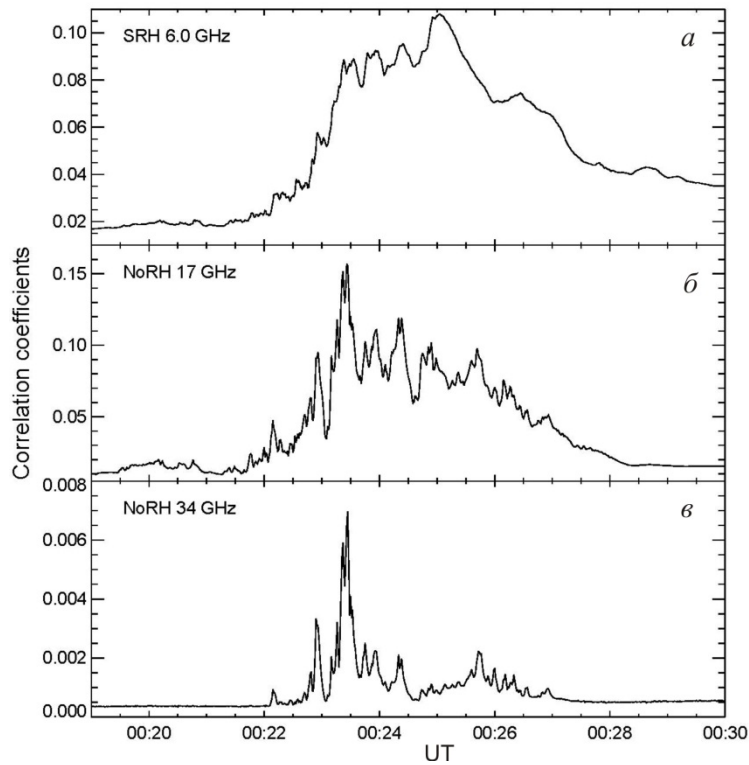 SRH 6.0 GHz
а
0.10
0.08
0.06
0.04
0.02
NoRH 17 GHz
б
0.15
0.10
0.05
Correlation coefficients
0.008
NoRH 34 GHz
в
0.006
0.004
0.002
0.000
00:20 00:22 00:24 00:26 00:28 00:30
UT